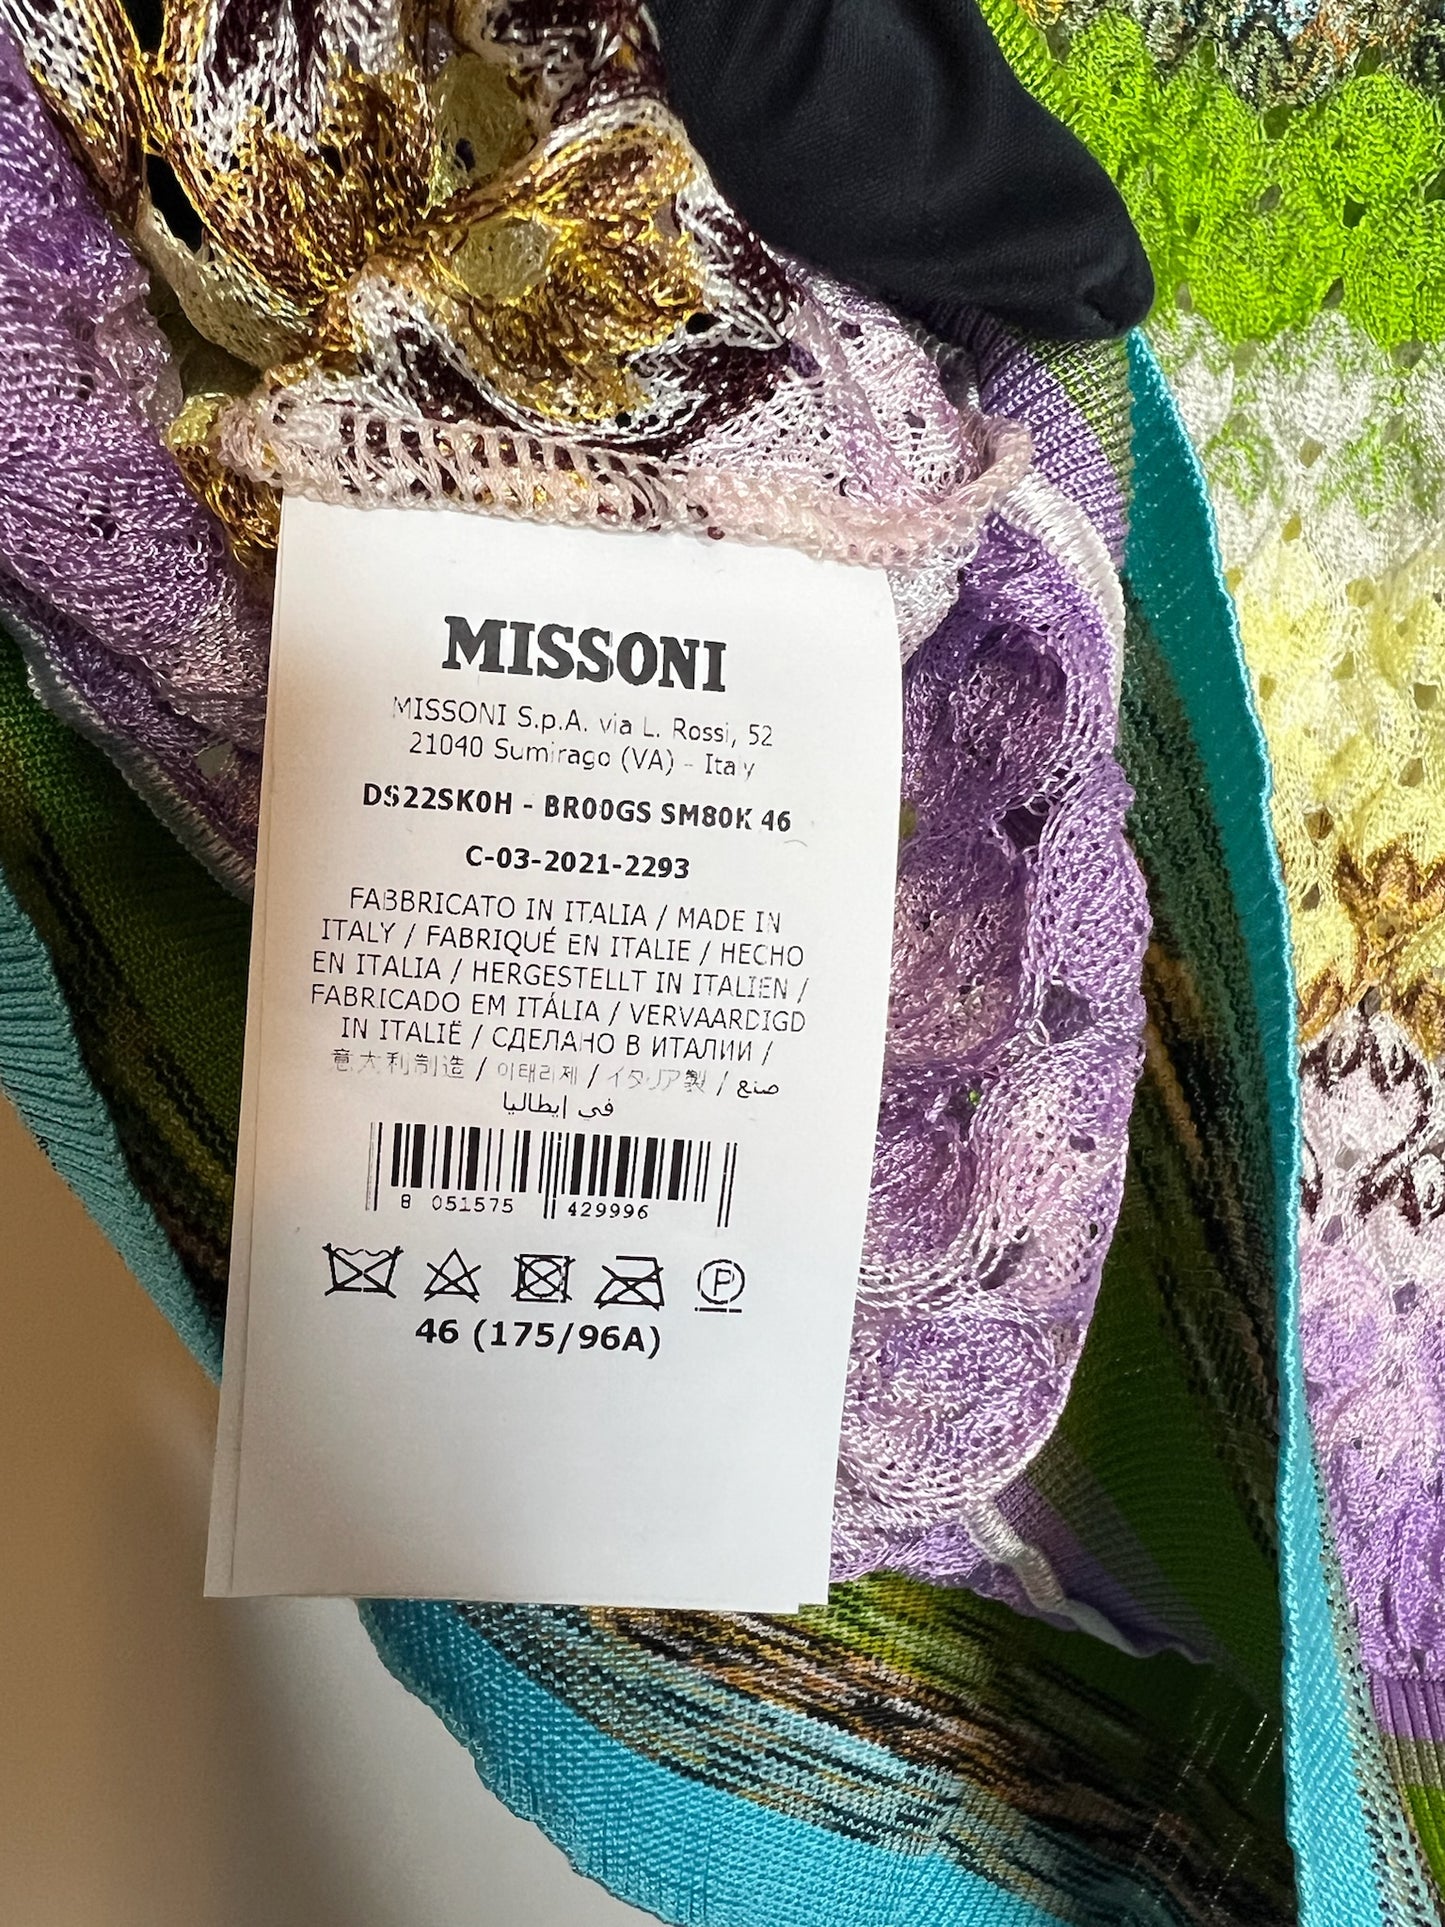 MISSONI
MISSONI S.p.A. via L. Rossi, 52
21040 Sumirago (VA) - Italy
DS22SK0H - BR00GS SM80K 46
C-03-2021-2293
FABBRICATO IN ITALIA / MADE IN
ITALY / FABRIQUÉ EN ITALIE / HECHO
EN ITALIA / HERGESTELLT IN ITALIEN /
FABRICADO EM ITÁLIA / VERVAARDIGD
IN ITALIË / СДЕЛАНО В ИТАЛИИ /
意大利制造 / 이태리제 / イタリア製 / صنع
في إيطاليا
8 051575 429996
P
46 (175/96A)